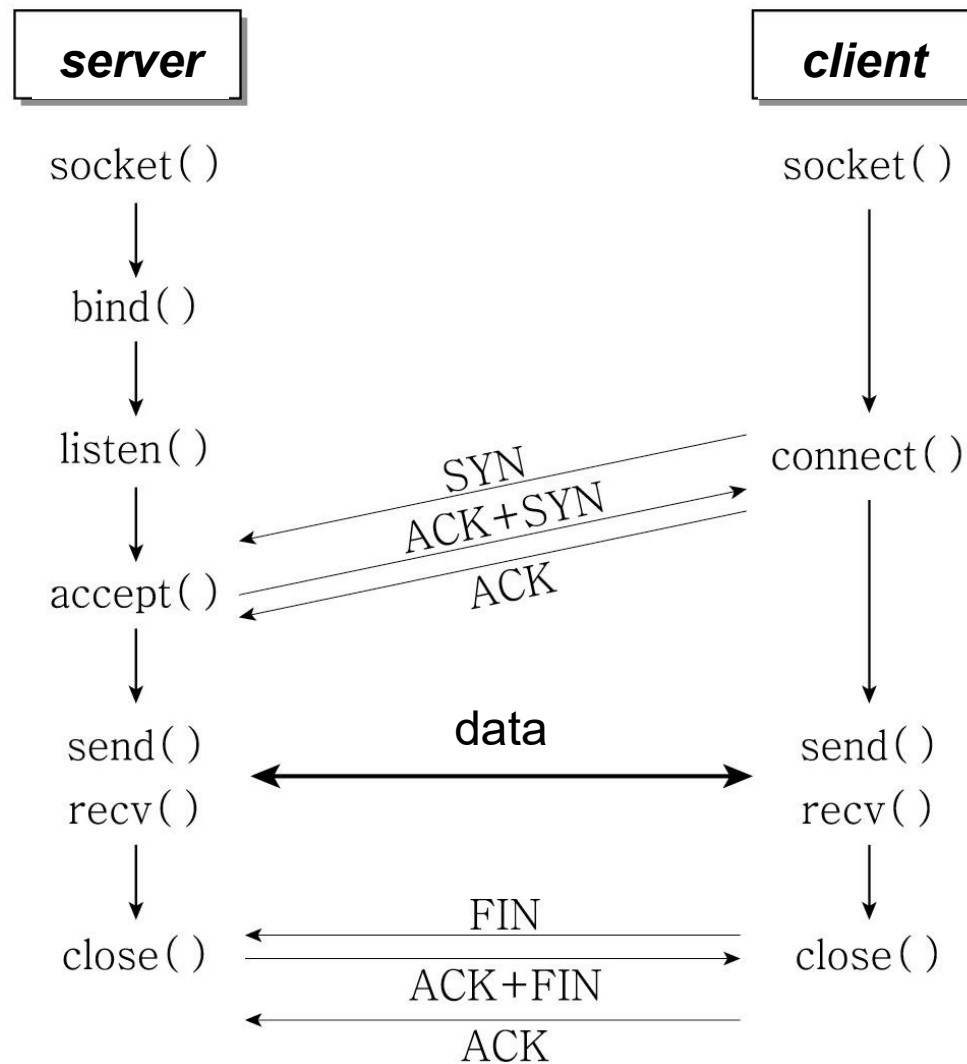 server
client
socket()
socket()
bind()
listen()
connect()
SYN
ACK+SYN
ACK
accept()
data
send()
send()
recv()
recv()
FIN
close()
close()
ACK+FIN
ACK